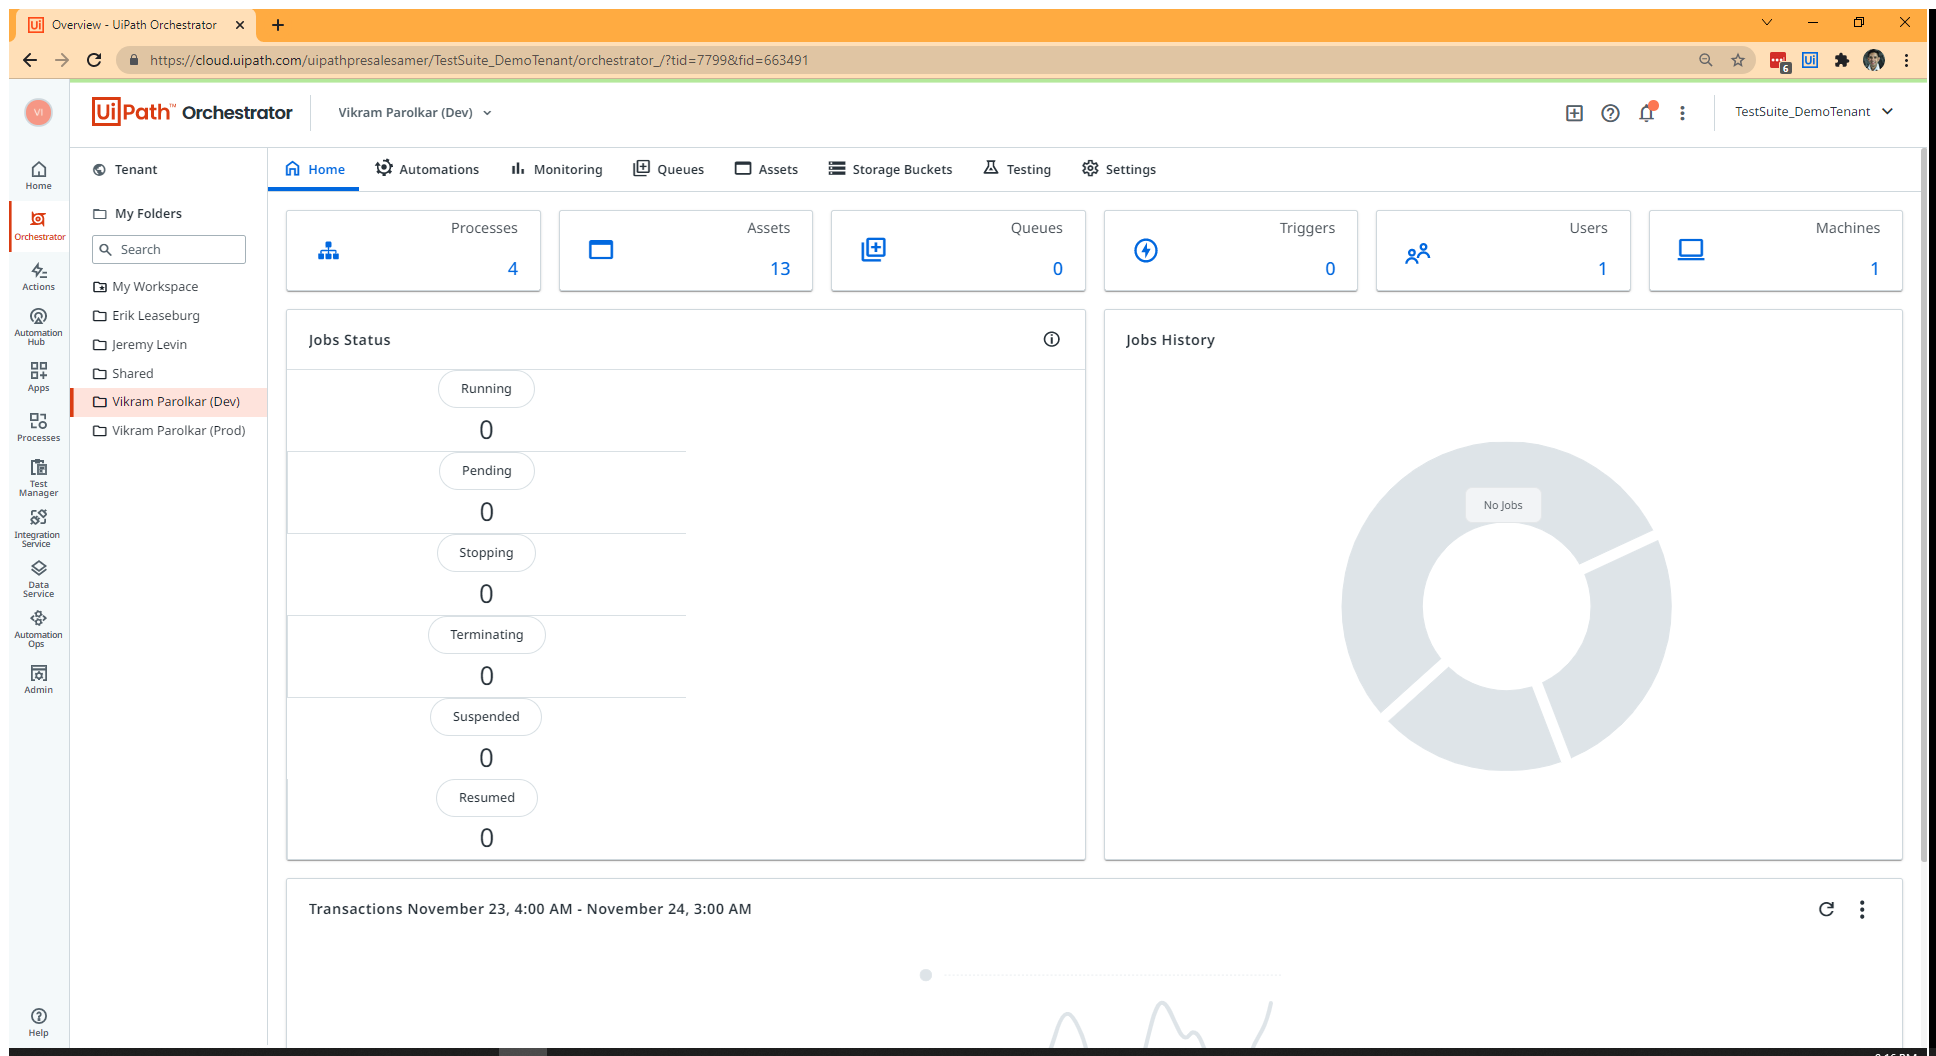 Overview - UiPath Orchestrator
https://cloud.uipath.com/uipathpresalesamer/TestSuite_DemoTenant/orchestrator_/?tid=7799&fid=663491
6
Ui
VI
UiPath™ Orchestrator
Vikram Parolkar (Dev)
TestSuite_DemoTenant
Home
Orchestrator
Actions
Automation
Hub
Apps
Processes
Test
Manager
Integration
Service
Data
Service
Automation
Ops
Admin
Help
Tenant
My Folders
Search
My Workspace
Erik Leaseburg
Jeremy Levin
Shared
Vikram Parolkar (Dev)
Vikram Parolkar (Prod)
Home Automations Monitoring Queues Assets Storage Buckets Testing Settings
Processes
4
Assets
13
Queues
0
Triggers
0
Users
1
Machines
1
Jobs Status
Running
0
Pending
0
Stopping
0
Terminating
0
Suspended
0
Resumed
0
Jobs History
No Jobs
Transactions November 23, 4:00 AM - November 24, 3:00 AM